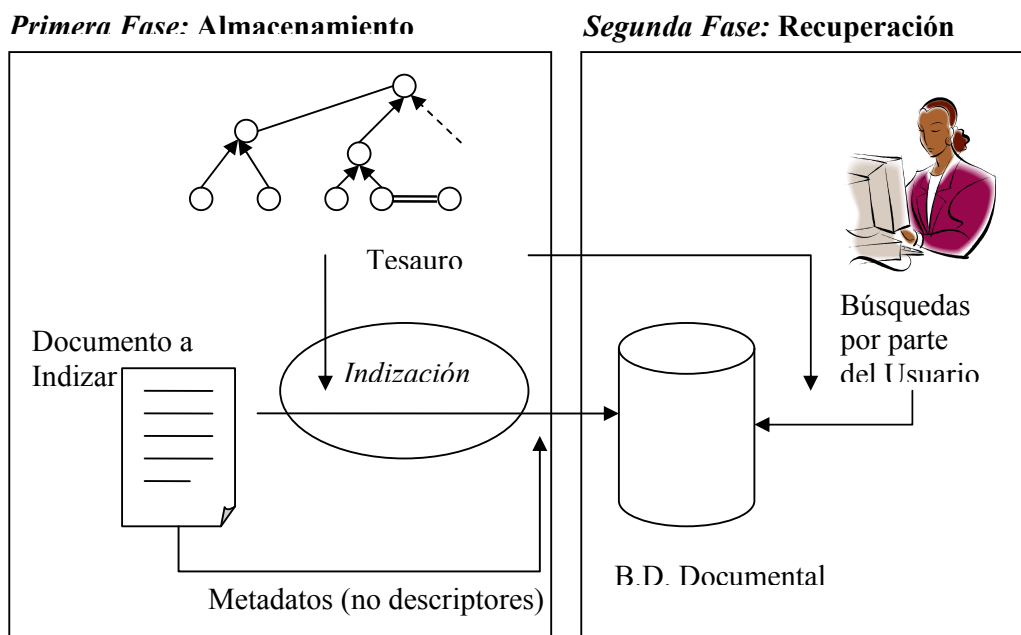 Primera Fase: Almacenamiento
Segunda Fase: Recuperación
Tesauro
Documento a
Indizar
Indización
Búsquedas
por parte
del Usuario
Metadatos (no descriptores)
B.D. Documental